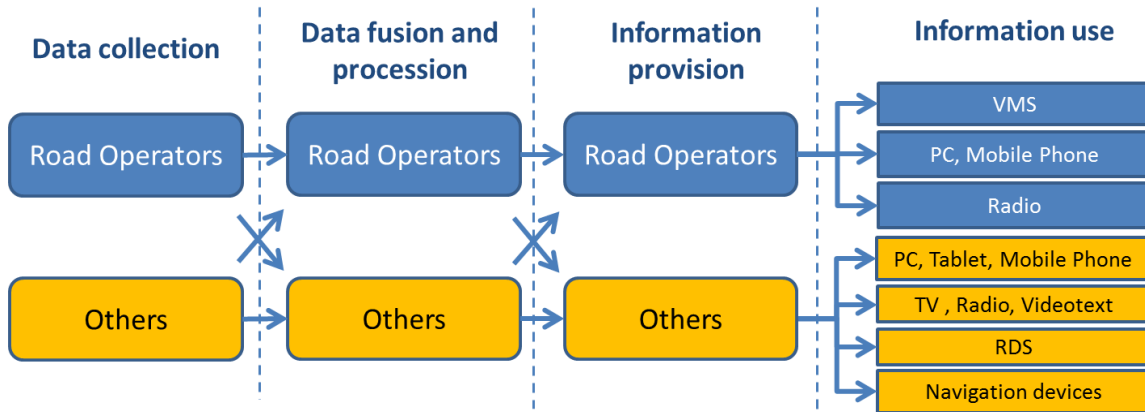 Data collection
Data fusion and
procession
Information
provision
Information use
Road Operators
Road Operators
Road Operators
VMS
PC, Mobile Phone
Radio
Others
Others
Others
PC, Tablet, Mobile Phone
TV , Radio, Videotext
RDS
Navigation devices